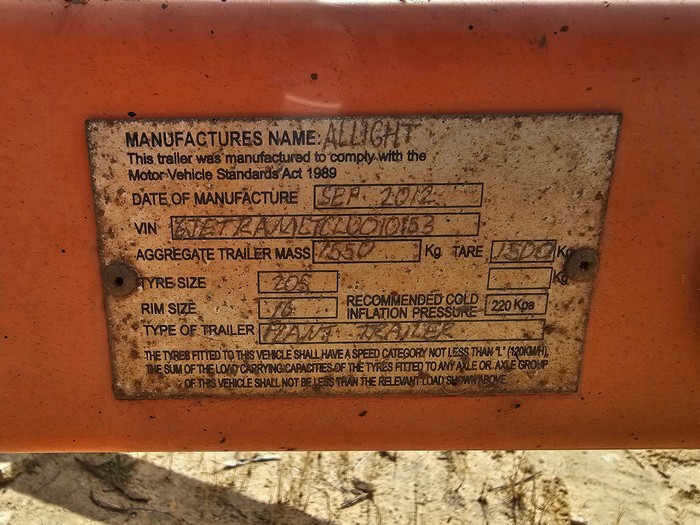 MANUFACTURES NAME: ALLIGHT
This trailer was manufactured to comply with the
Motor Vehicle Standards Act 1989
DATE OF MANUFACTURE SEP 2012
VIN
AGGREGATE TRAILER MASS 1550 Kg TARE 1500 Kg
TYRE SIZE 205 Kg
RIM SIZE 16 RECOMMENDED COLD
INFLATION PRESSURE 220 Kpa
TYPE OF TRAILER PLANT TRAILER
THE TYRES FITTED TO THIS VEHICLE SHALL HAVE A SPEED CATEGORY NOT LESS THAN "L" (120KM/H),
THE SUM OF THE LOAD CARRYING CAPACITIES OF THE TYRES FITTED TO ANY AXLE OR AXLE GROUP
OF THIS VEHICLE SHALL NOT BE LESS THAN THE RELEVANT LOAD SHOWN ABOVE